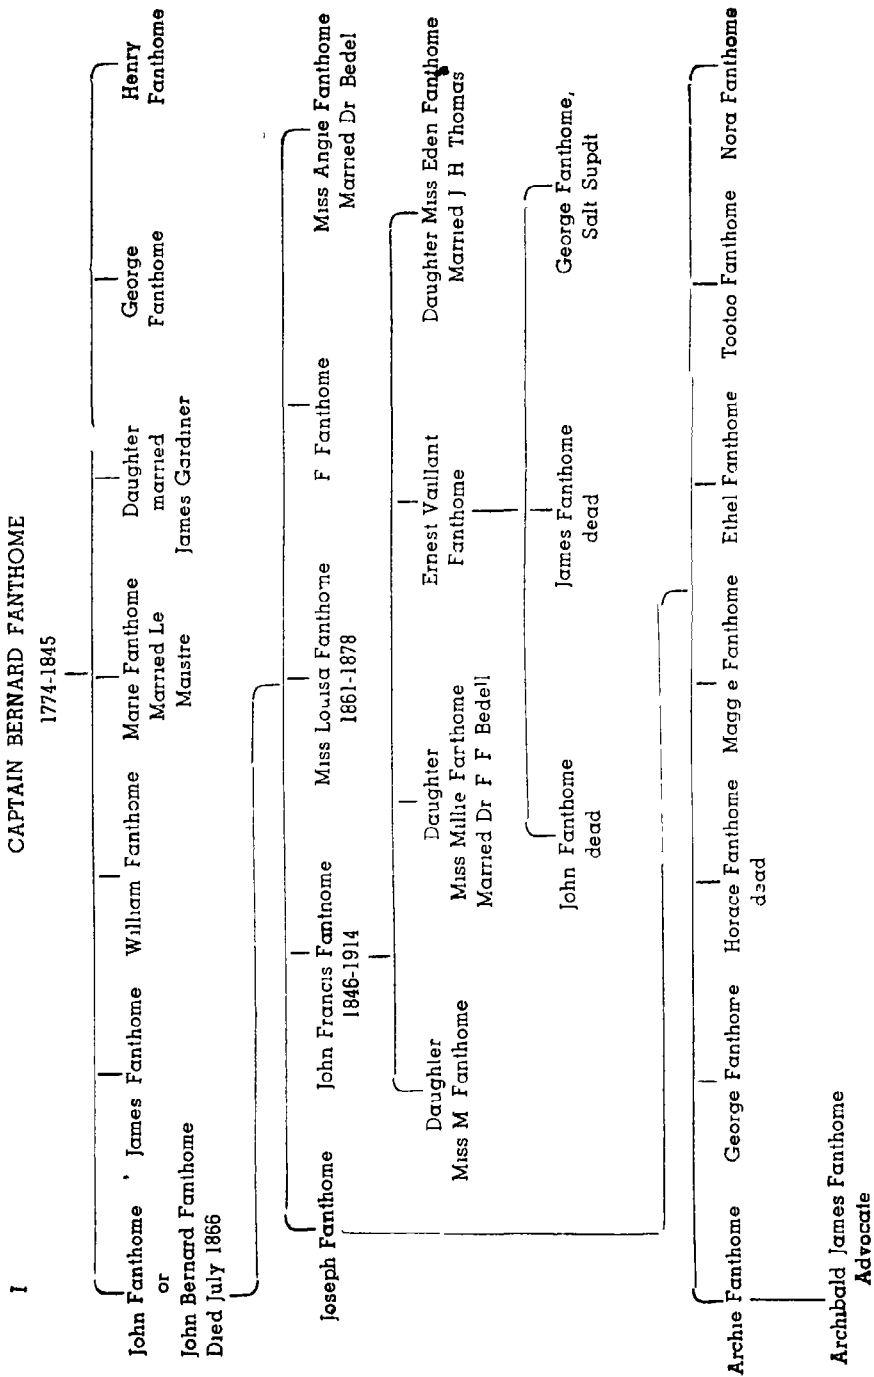 I
CAPTAIN BERNARD FANTHOME
1774-1845
John Fanthome
or
John Bernard Fanthome
Died July 1866
James Fanthome
William Fanthome
Marie Fanthome
Married Le
Maistre
Daughter
married
James Gardiner
George
Fanthome
Henry
Fanthome
Joseph Fanthome
John Francis Fantnome
1846-1914
Miss Louisa Fanthome
1861-1878
F Fanthome
Miss Angie Fanthome
Married Dr Bedel
Daughter
Miss M Fanthome
Daughter
Miss Millie Farthome
Married Dr F F Bedell
Ernest Vaillant
Fanthome
Daughter Miss Eden Fanthome
Married J H Thomas
John Fanthome
dead
James Fanthome
dead
George Fanthome,
Salt Supdt
Archie Fanthome
George Fanthome
Horace Fanthome
dead
Magg e Fanthome
Ethel Fanthome
Tootoo Fanthome
Nora Fanthome
Archibald James Fanthome
Advocate